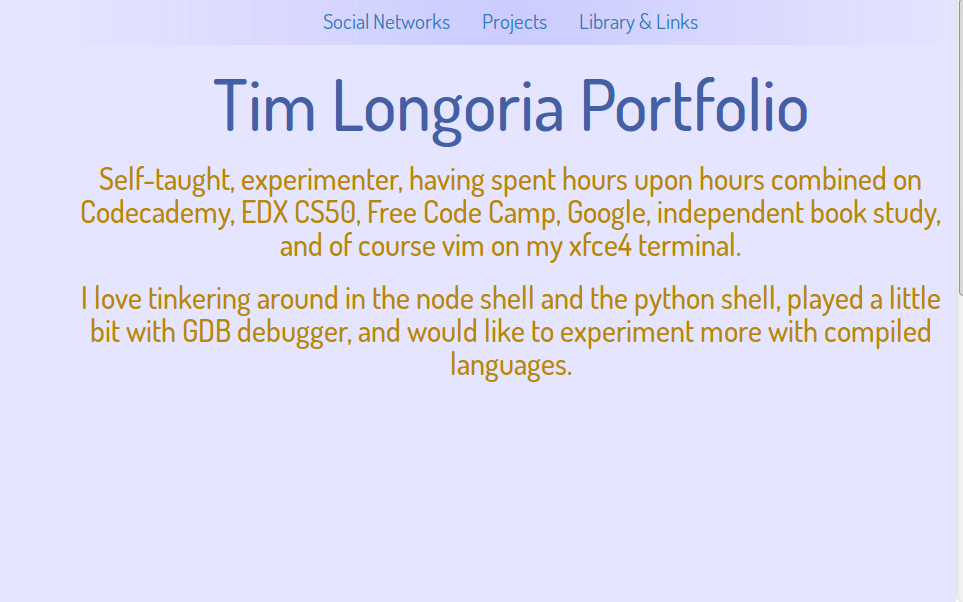 Social Networks Projects Library & Links
Tim Longoria Portfolio
Self-taught, experimenter, having spent hours upon hours combined on
Codecademy, EDX CS50, Free Code Camp, Google, independent book study,
and of course vim on my xfce4 terminal.
I love tinkering around in the node shell and the python shell, played a little
bit with GDB debugger, and would like to experiment more with compiled
languages.